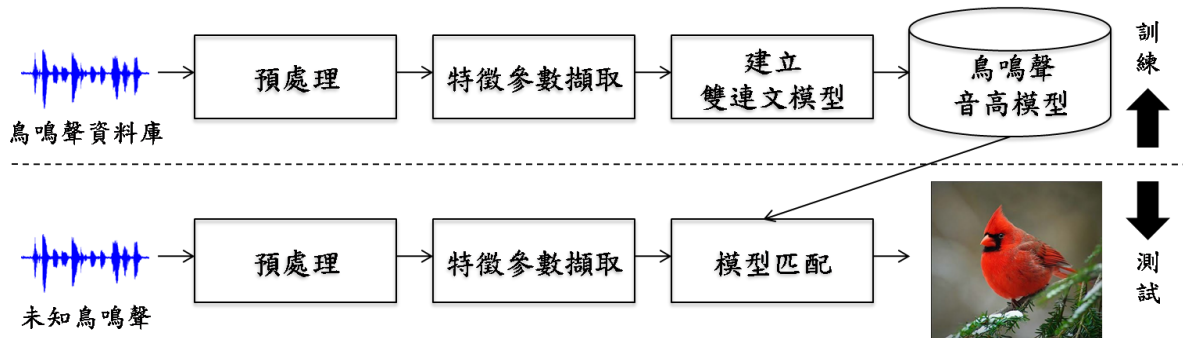 預處理
特徵參數擷取
建立
雙連文模型
鳥鳴聲
音高模型
訓練
鳥鳴聲資料庫
預處理
特徵參數擷取
模型匹配
測試
未知鳥鳴聲